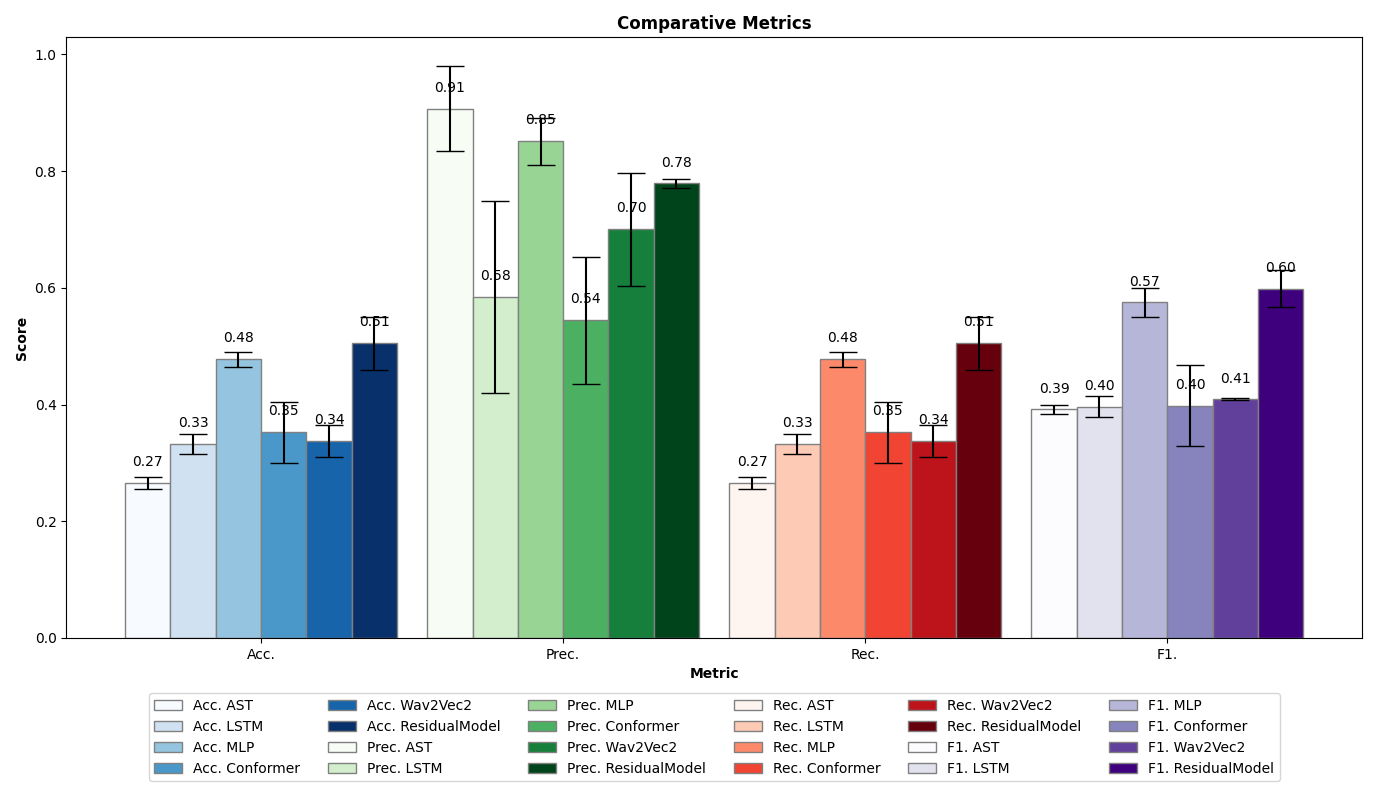 Comparative Metrics
1.0
0.8
0.6
0.4
0.2
0.0
Score
0.27
0.33
0.48
0.35
0.34
0.51
0.91
0.58
0.85
0.54
0.70
0.78
0.27
0.33
0.48
0.35
0.34
0.51
0.39
0.40
0.57
0.40
0.41
0.60
Acc.
Prec.
Rec.
F1.
Metric
Acc. AST
Acc. LSTM
Acc. MLP
Acc. Conformer
Acc. Wav2Vec2
Acc. ResidualModel
Prec. AST
Prec. LSTM
Prec. MLP
Prec. Conformer
Prec. Wav2Vec2
Prec. ResidualModel
Rec. AST
Rec. LSTM
Rec. MLP
Rec. Conformer
Rec. Wav2Vec2
Rec. ResidualModel
F1. AST
F1. LSTM
F1. MLP
F1. Conformer
F1. Wav2Vec2
F1. ResidualModel